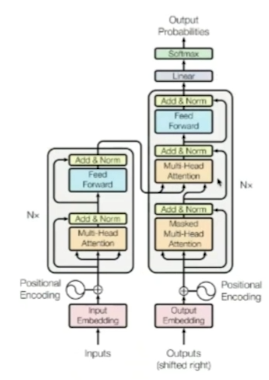 Output
Probabilities
Softmax
Linear
Add & Norm
Feed
Forward
Add & Norm
Multi-Head
Attention
Add & Norm
Masked
Multi-Head
Attention
N×
Positional
Encoding
Output
Embedding
Outputs
(shifted right)
Add & Norm
Feed
Forward
Add & Norm
Multi-Head
Attention
N×
Positional
Encoding
Input
Embedding
Inputs